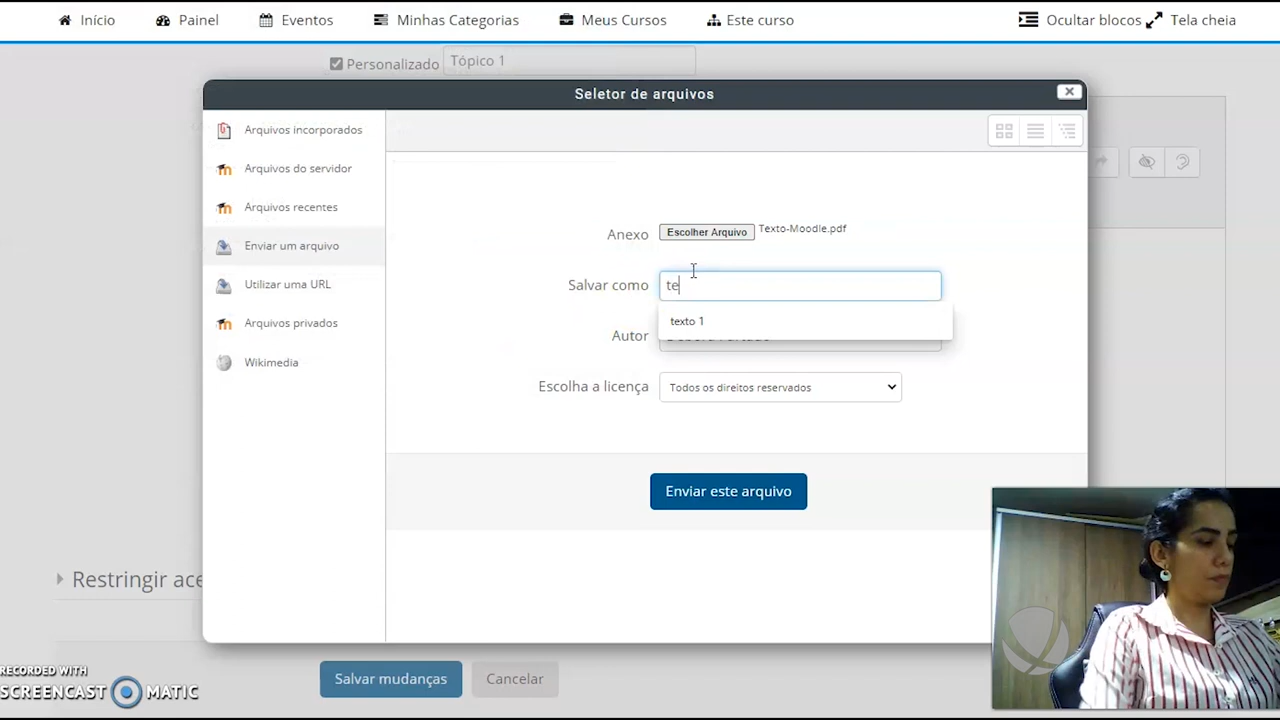 Início Painel Eventos Minhas Categorias Meus Cursos Este curso Ocultar blocos Tela cheia
Personalizado Tópico 1
Seletor de arquivos
Arquivos incorporados
Arquivos do servidor
Arquivos recentes
Enviar um arquivo
Utilizar uma URL
Arquivos privados
Wikimedia
Anexo Escolher Arquivo Texto-Moodle.pdf
Salvar como te
texto 1
Autor
Escolha a licença Todos os direitos reservados
Enviar este arquivo
Restringir ace
Salvar mudanças Cancelar
RECORDED WITH
SCREENCAST MATIC